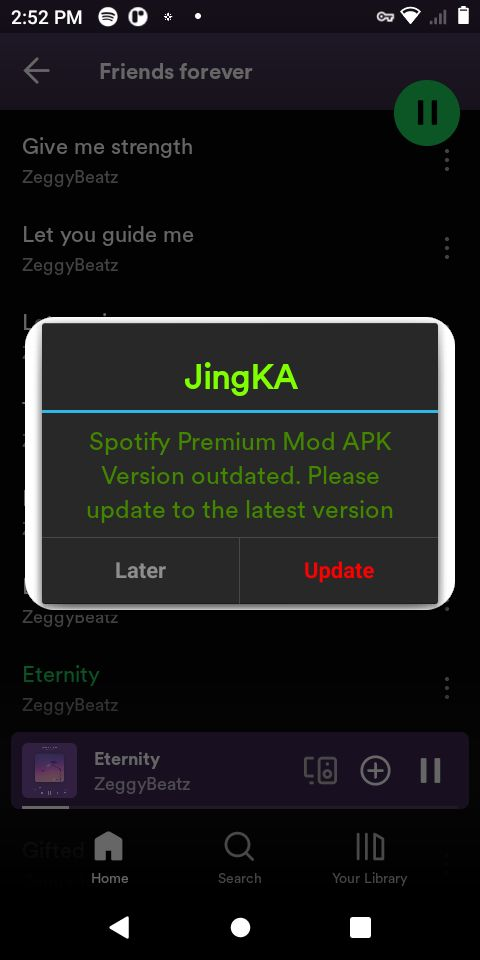 2:52 PM
Friends forever
Give me strength
ZeggyBeatz
Let you guide me
ZeggyBeatz
JingKA
Spotify Premium Mod APK
Version outdated. Please
update to the latest version
Later
Update
ZeggyBeatz
Eternity
ZeggyBeatz
Eternity
ZeggyBeatz
Gifted
Home
Search
Your Library